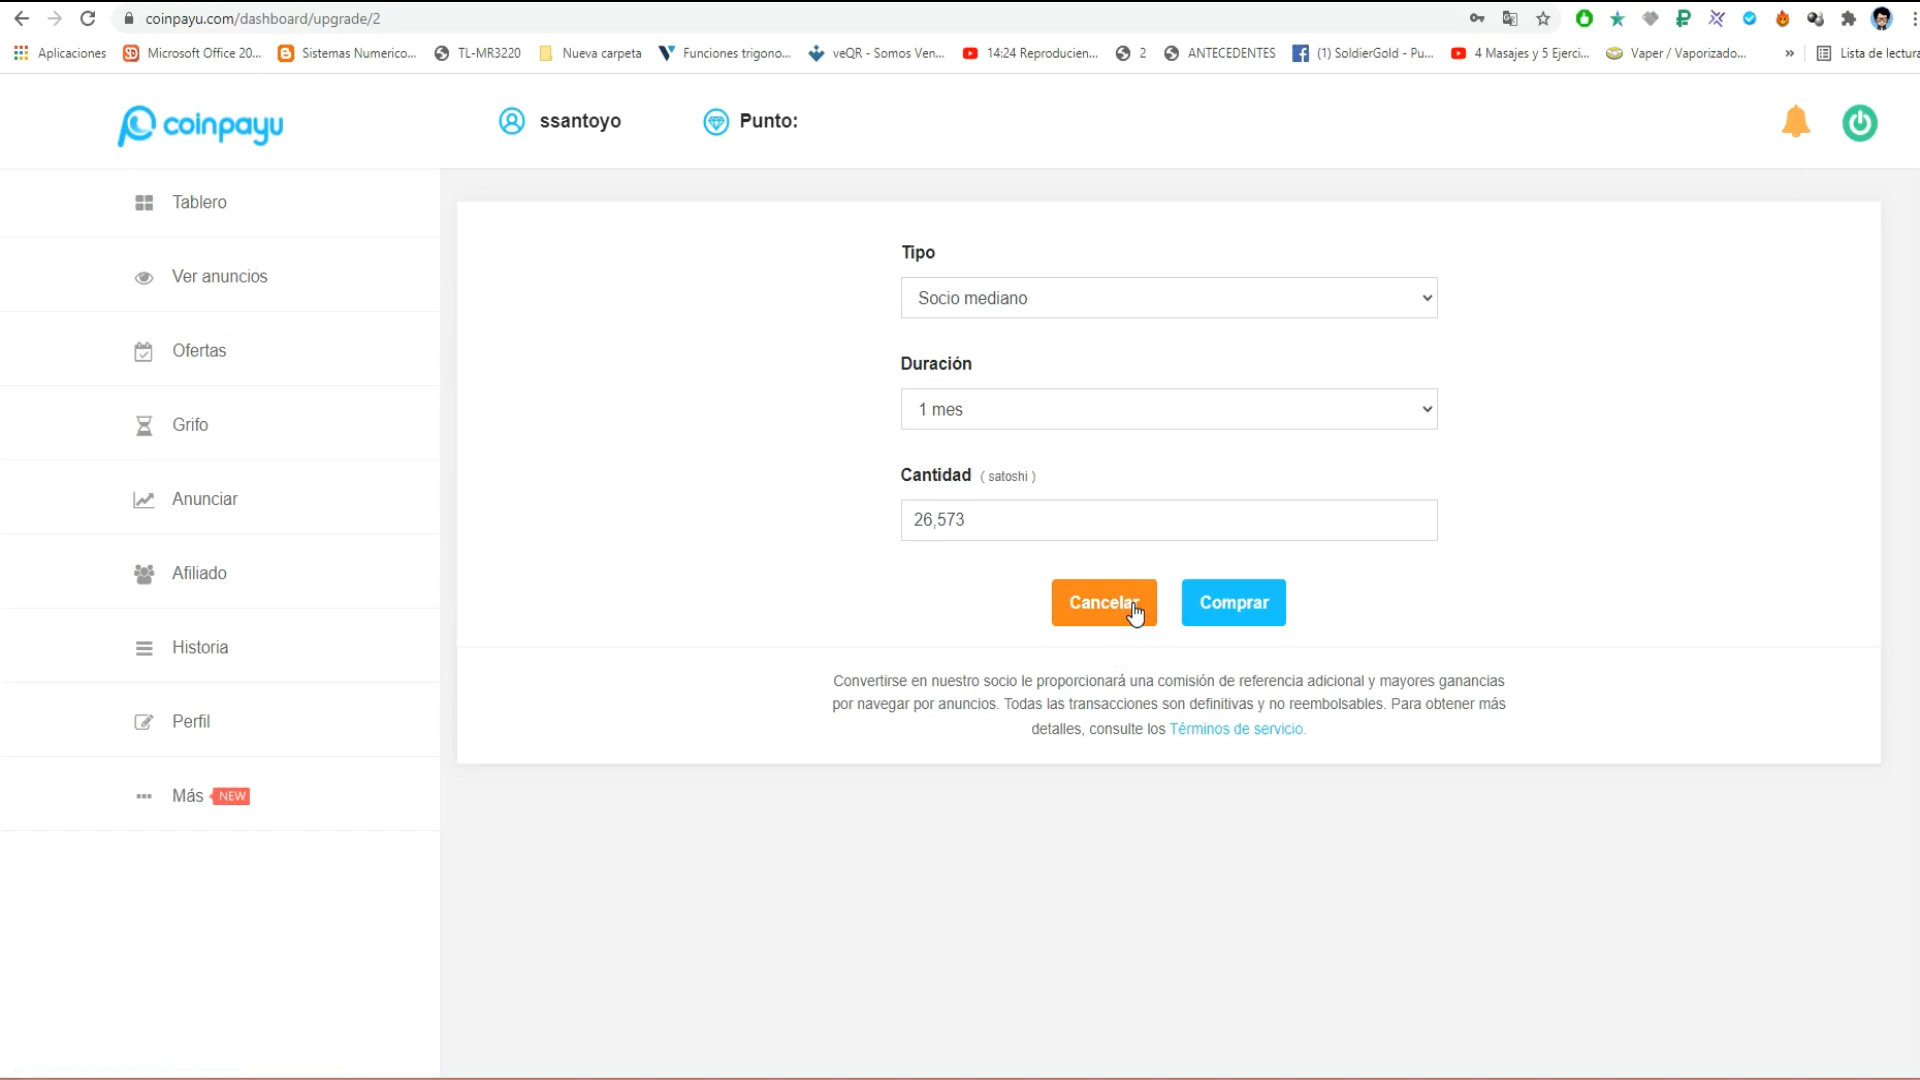 coinpayu.com/dashboard/upgrade/2
Aplicaciones
Microsoft Office 20...
Sistemas Numerico...
TL-MR3220
Nueva carpeta
Funciones trigono...
veQR - Somos Ven...
14:24 Reproducien...
2
ANTECEDENTES
(1) SoldierGold - Pu...
4 Masajes y 5 Ejerci...
Vaper / Vaporizado...
»
Lista de lectura
coinpayu
ssantoyo
Punto:
Tablero
Ver anuncios
Ofertas
Grifo
Anunciar
Afiliado
Historia
Perfil
Más NEW
Tipo
Socio mediano
Duración
1 mes
Cantidad ( satoshi )
26,573
Cancelar
Comprar
Convertirse en nuestro socio le proporcionará una comisión de referencia adicional y mayores ganancias
por navegar por anuncios. Todas las transacciones son definitivas y no reembolsables. Para obtener más
detalles, consulte los Términos de servicio.